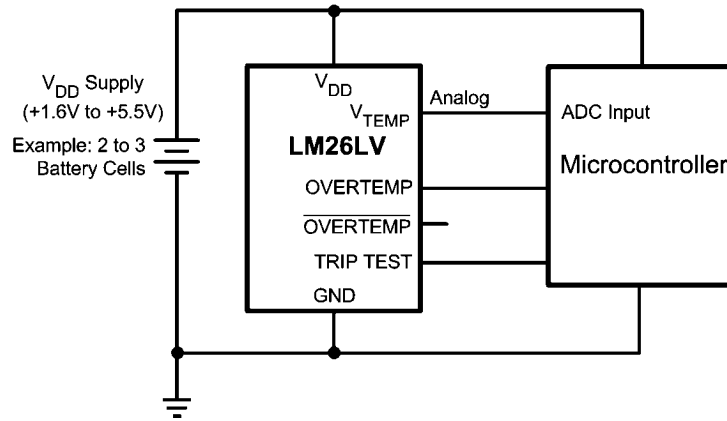 V_DD Supply
(+1.6V to +5.5V)
Example: 2 to 3
Battery Cells
V_DD
V_TEMP
LM26LV
OVERTEMP
OVERTEMP
TRIP TEST
GND
Analog
ADC Input
Microcontroller